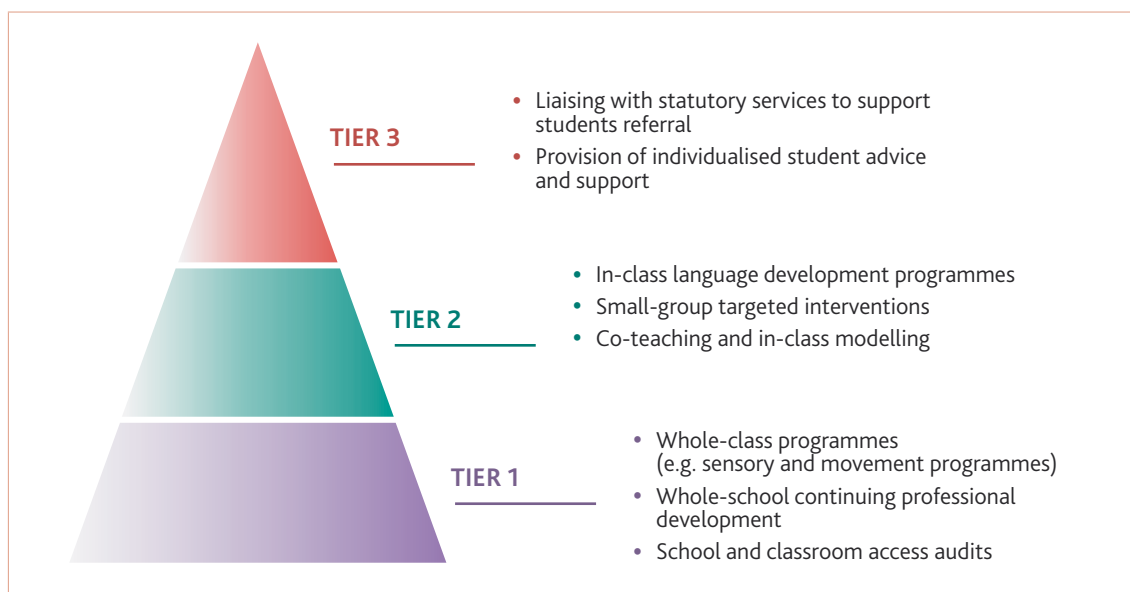 TIER 3
• Liaising with statutory services to support
students referral
• Provision of individualised student advice
and support
TIER 2
• In-class language development programmes
• Small-group targeted interventions
• Co-teaching and in-class modelling
TIER 1
• Whole-class programmes
(e.g. sensory and movement programmes)
• Whole-school continuing professional
development
• School and classroom access audits